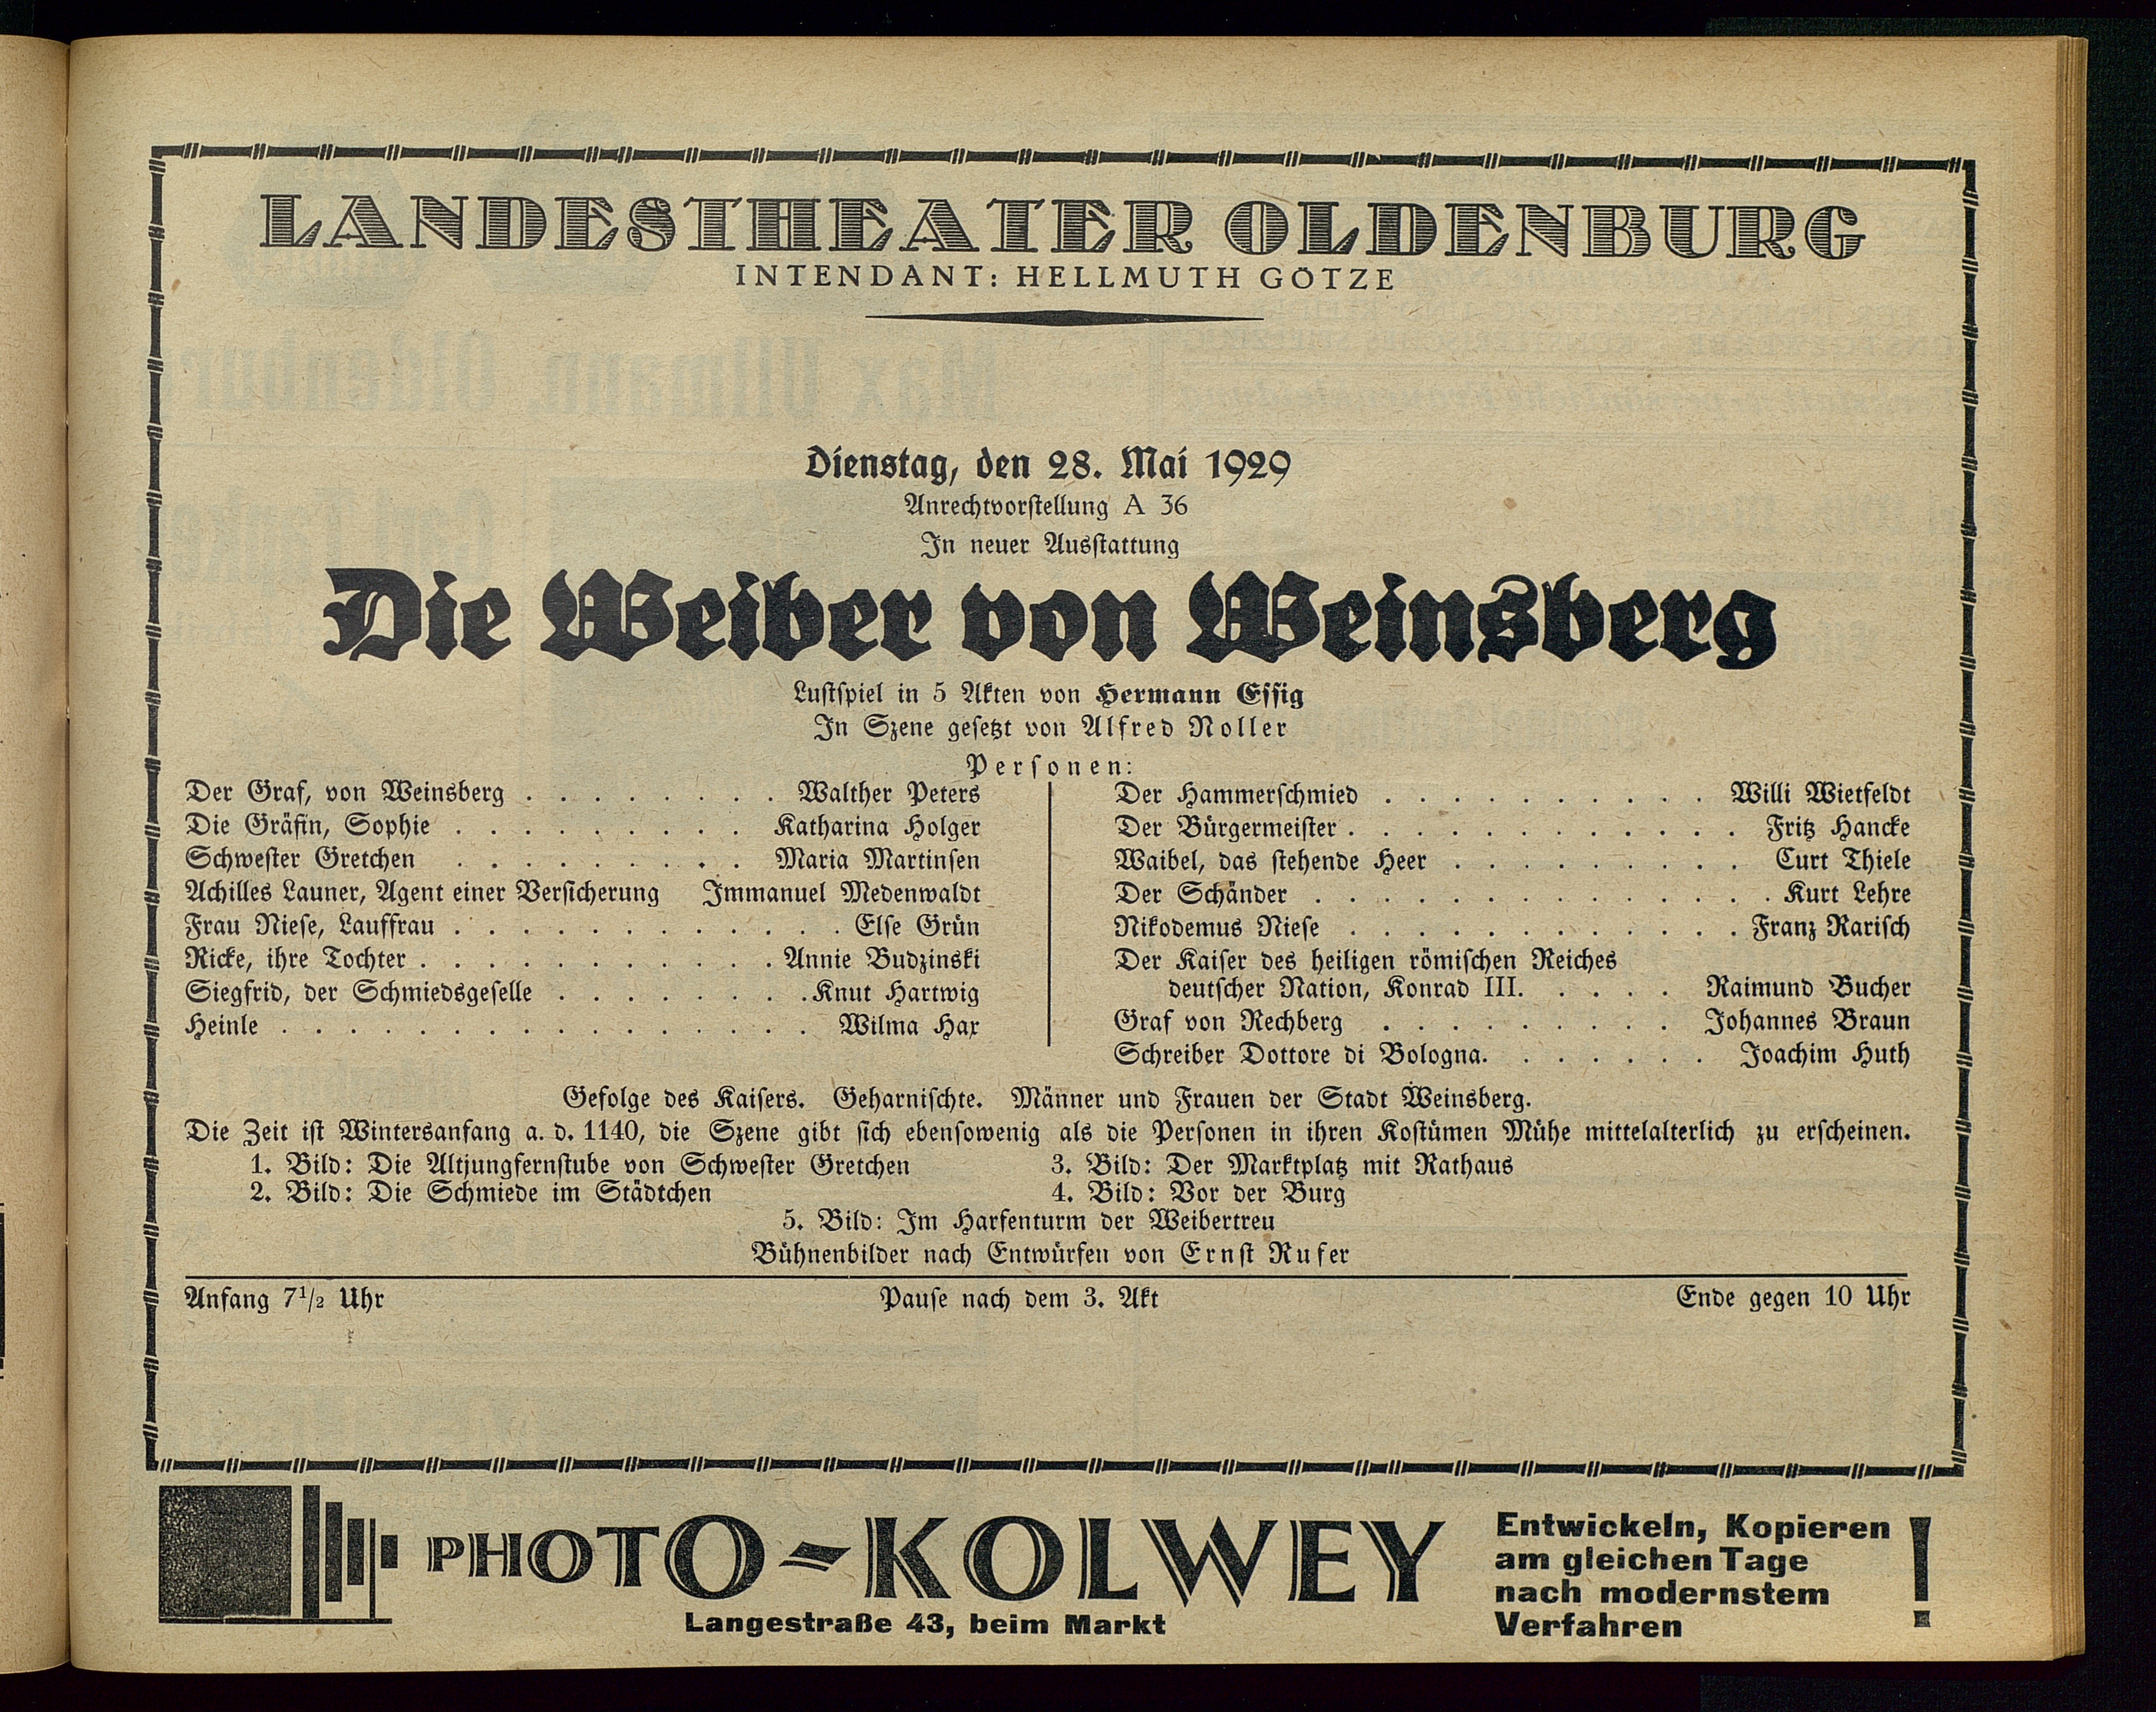 LANDESTHEATER OLDENBURG
INTENDANT: HELLMUTH GÖTZE
Dienstag, den 28. Mai 1929
Anrechtvorstellung A 36
In neuer Ausstattung
Die Weiber von Weinsberg
Lustspiel in 5 Akten von Hermann Essig
In Szene gesetzt von Alfred Noller
Personen:
Der Graf, von Weinsberg . . . . . . . . Walther Peters
Die Gräfin, Sophie . . . . . . . . . Katharina Holger
Schwester Gretchen . . . . . . . . . Maria Martinsen
Achilles Launer, Agent einer Versicherung Immanuel Medenwaldt
Frau Niese, Lauffrau . . . . . . . . . . . . Else Grün
Ricke, ihre Tochter . . . . . . . . . . . Annie Budzinski
Siegfrid, der Schmiedsgeselle . . . . . . . . Knut Hartwig
Heinle . . . . . . . . . . . . . . . . Wilma Hax
Der Hammerschmied . . . . . . . . . . Willi Wietfeldt
Der Bürgermeister . . . . . . . . . . . . Fritz Hancke
Waibel, das stehende Heer . . . . . . . . . Curt Thiele
Der Schänder . . . . . . . . . . . . . . Kurt Lehre
Nikodemus Niese . . . . . . . . . . . . Franz Rarisch
Der Kaiser des heiligen römischen Reiches
deutscher Nation, Konrad III. . . . . Raimund Bucher
Graf von Rechberg . . . . . . . . . Johannes Braun
Schreiber Dottore di Bologna. . . . . . . Joachim Huth
Gefolge des Kaisers. Geharnischte. Männer und Frauen der Stadt Weinsberg.
Die Zeit ist Wintersanfang a. d. 1140, die Szene gibt sich ebensowenig als die Personen in ihren Kostümen Mühe mittelalterlich zu erscheinen.
1. Bild: Die Altjungfernstube von Schwester Gretchen
2. Bild: Die Schmiede im Städtchen
3. Bild: Der Marktplatz mit Rathaus
4. Bild: Vor der Burg
5. Bild: Im Harfenturm der Weibertreu
Bühnenbilder nach Entwürfen von Ernst Rufer
Anfang 7½ Uhr Pause nach dem 3. Akt Ende gegen 10 Uhr
PHOTO-KOLWEY
Langestraße 43, beim Markt
Entwickeln, Kopieren
am gleichen Tage
nach modernstem
Verfahren !